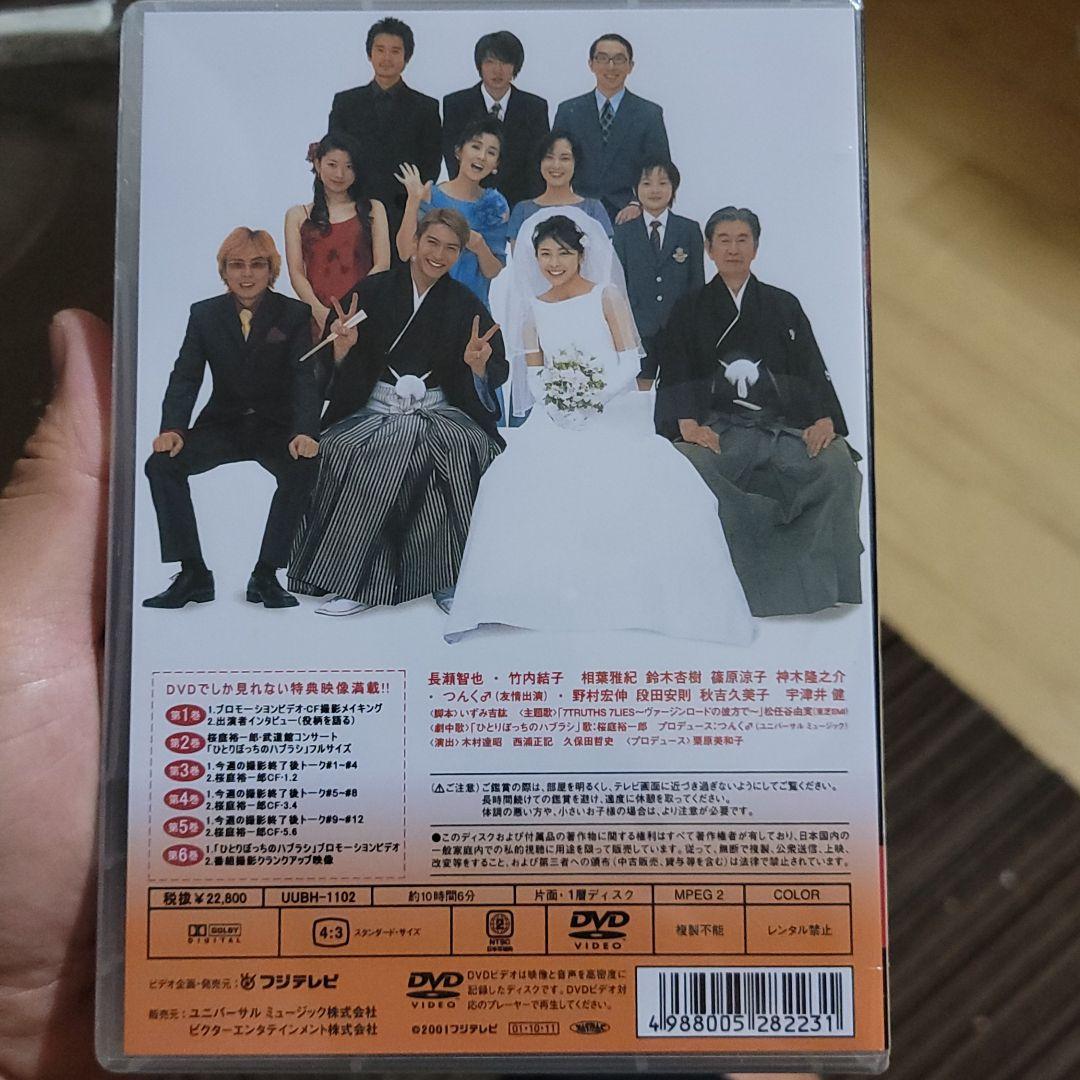 長瀬智也・竹内結子 相葉雅紀 鈴木杏樹 篠原涼子 神木隆之介
・つんく♂(友情出演)・野村宏伸 段田安則 秋吉久美子 宇津井 健
〈脚本〉いずみ吉紘 〈主題歌〉「7TRUTHS 7LIES〜ヴァージンロードの彼方で〜」松任谷由実(東芝EMI)
〈劇中歌〉「ひとりぼっちのハブラシ」歌:桜庭裕一郎 プロデュース:つんく♂(ユニバーサル ミュージック)
〈演出〉木村達昭 西浦正記 久保田哲史 〈プロデュース〉栗原美和子
DVDでしか見れない特典映像満載!!
第1巻 1.プロモーションビデオ・CF撮影メイキング
2.出演者インタビュー(役柄を語る)
第2巻 桜庭裕一郎・武道館コンサート
「ひとりぼっちのハブラシ」フルサイズ
第3巻 1.今週の撮影終了後トーク#1〜#4
2.桜庭裕一郎CF・1.2
第4巻 1.今週の撮影終了後トーク#5〜#8
2.桜庭裕一郎CF・3.4
第5巻 1.今週の撮影終了後トーク#9〜#12
2.桜庭裕一郎CF・5.6
第6巻 1.「ひとりぼっちのハブラシ」プロモーションビデオ
2.番組撮影クランクアップ映像
(⚠ご注意)ご鑑賞の際は、部屋を明るくし、テレビ画面に近づき過ぎないようにしてご覧ください。
長時間続けての鑑賞を避け、適度に休憩を取ってください。
体調の悪い方や、小さいお子様の場合は、より注意が必要です。
●このディスクおよび付属品の著作物に関する権利はすべて著作権者が有しており、日本国内の
一般家庭内での私的視聴に用途を限って販売しています。従って、無断で複製、公衆送信、上映、
改変等をすること、および第三者への頒布(中古販売、貸与等を含む)は法律で禁止されています。
税抜¥22,800 UUBH-1102 約10時間6分 片面・1層ディスク MPEG 2 COLOR
DOLBY DIGITAL 4:3 スタンダード・サイズ 2 NTSC 日本市場向 DVD VIDEO 複製不能 レンタル禁止
ビデオ企画・発売元: フジテレビ
販売元: ユニバーサル ミュージック株式会社
ビクターエンタテインメント株式会社
DVD VIDEO
DVDビデオは映像と音声を高密度に
記録したディスクです。DVDビデオ対
応のプレーヤーで再生してください。
©2001フジテレビ 01・10・11
4 988005 282231